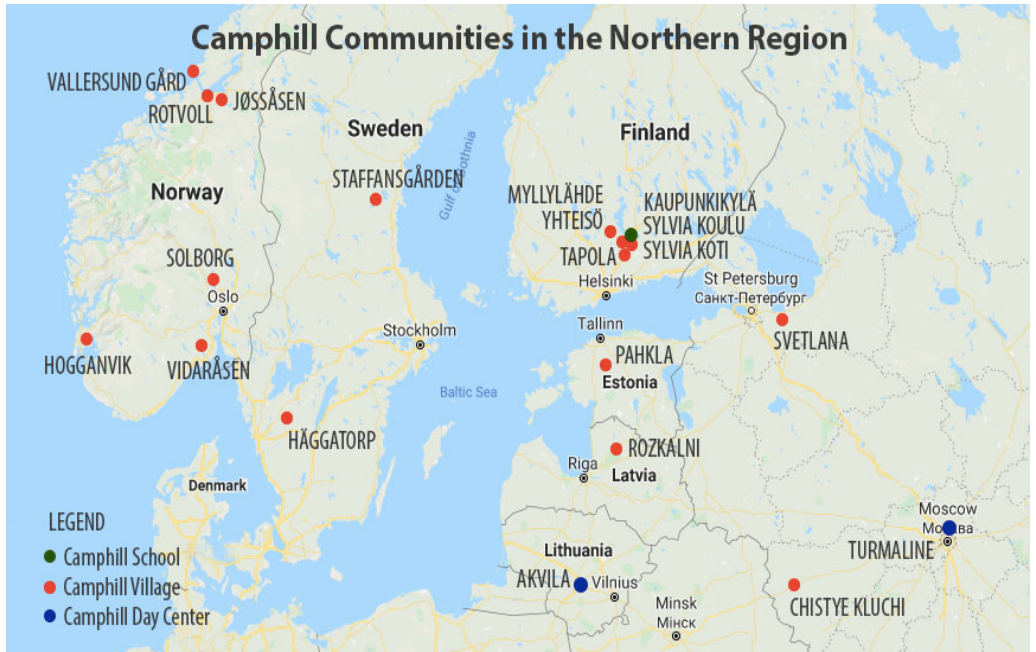 Camphill Communities in the Northern Region
VALLERSUND GÅRD
ROTVOLL
JØSSÅSEN
Sweden
Finland
Gulf of Bothnia
STAFFANSGÅRDEN
Norway
MYLLYLÄHDE
YHTEISÖ
KAUPUNKIKYLÄ
SYLVIA KOULU
SYLVIA KOTI
TAPOLA
SOLBORG
Oslo
Helsinki
St Petersburg
Санкт-Петербург
Stockholm
Tallinn
SVETLANA
HOGGANVIK
VIDARÅSEN
PAHKLA
Estonia
Baltic Sea
HÄGGATORP
ROZKALNI
Riga
Latvia
Denmark
Moscow
Москва
TURMALINE
LEGEND
Camphill School
Camphill Village
Camphill Day Center
Lithuania
AKVILA
Vilnius
CHISTYE KLUCHI
Minsk
Мінск